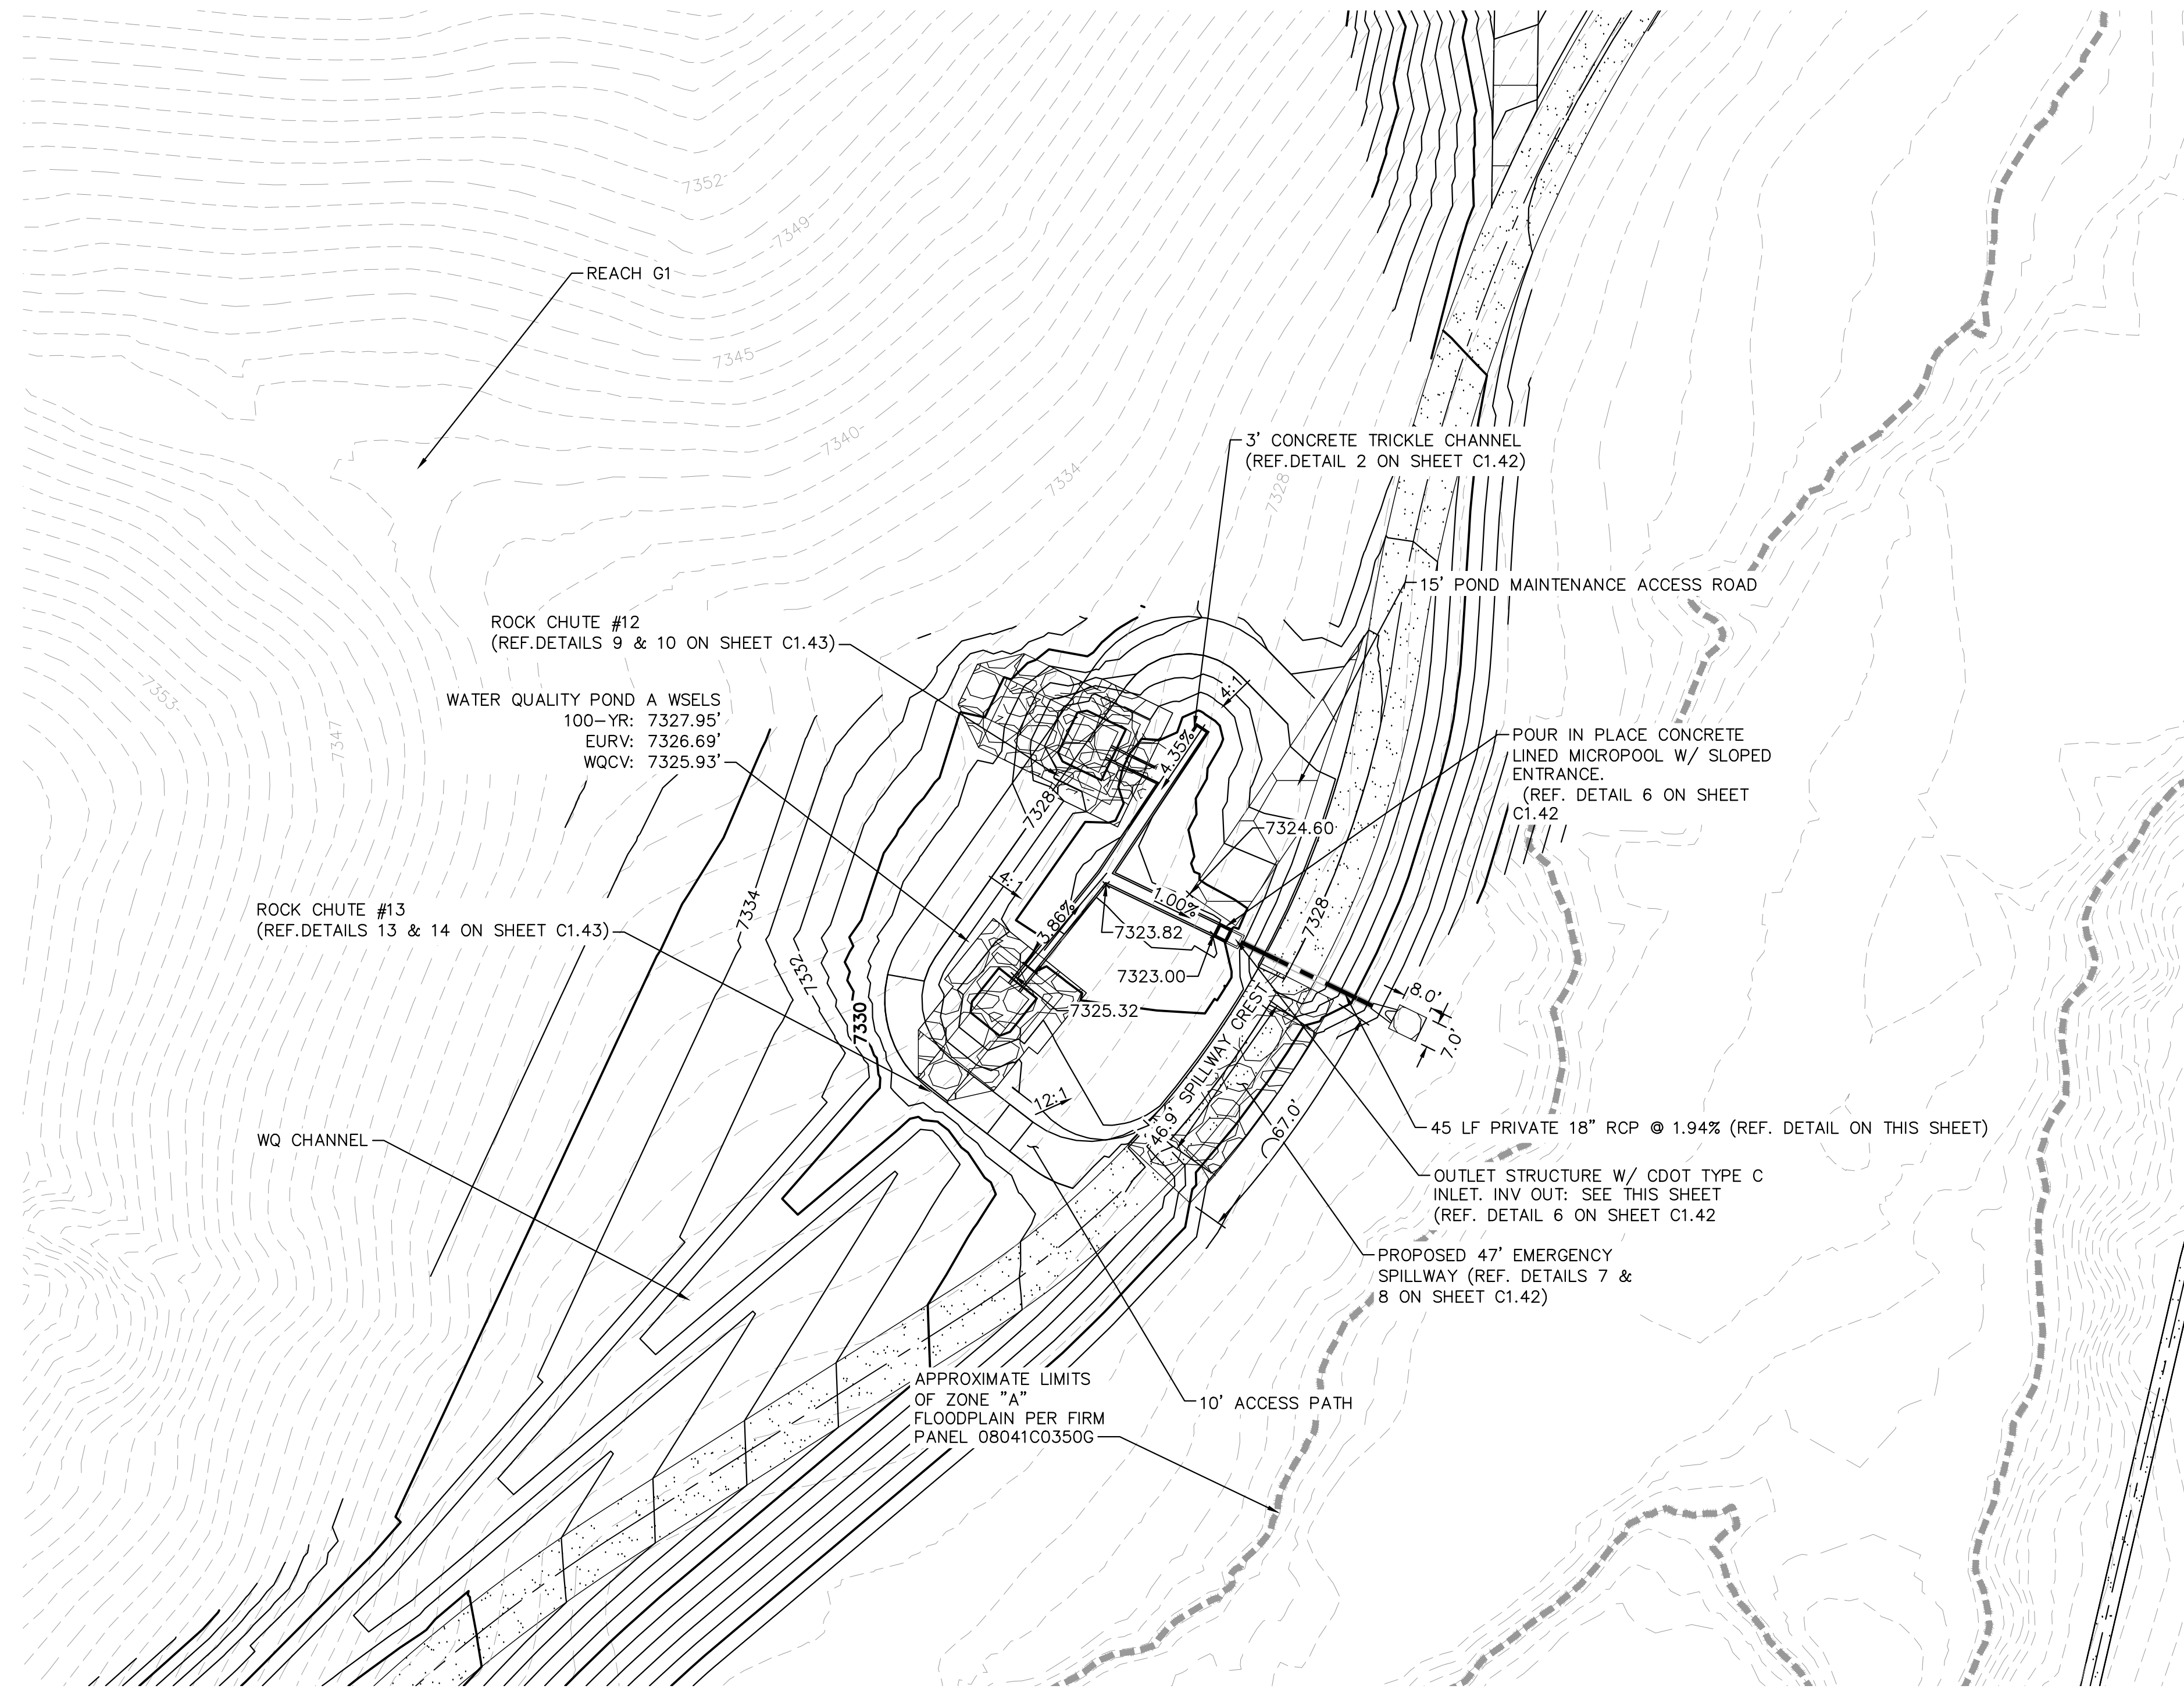 7352
7349
REACH G1
7345
7340
3' CONCRETE TRICKLE CHANNEL
(REF.DETAIL 2 ON SHEET C1.42)
7334
7328
15' POND MAINTENANCE ACCESS ROAD
ROCK CHUTE #12
(REF.DETAILS 9 & 10 ON SHEET C1.43)
7353
7347
WATER QUALITY POND A WSELS
100-YR: 7327.95'
EURV: 7326.69'
WQCV: 7325.93'
4:1
4.35%
POUR IN PLACE CONCRETE
LINED MICROPOOL W/ SLOPED
ENTRANCE.
(REF. DETAIL 6 ON SHEET
C1.42
7328
7324.60
4:1
1.00%
3.86%
7334
7328
7323.82
ROCK CHUTE #13
(REF.DETAILS 13 & 14 ON SHEET C1.43)
7332
7330
7323.00
7325.32
8.0'
7.0'
12:1
46.9' SPILLWAY CREST
67.0'
WQ CHANNEL
45 LF PRIVATE 18" RCP @ 1.94% (REF. DETAIL ON THIS SHEET)
OUTLET STRUCTURE W/ CDOT TYPE C
INLET. INV OUT: SEE THIS SHEET
(REF. DETAIL 6 ON SHEET C1.42
PROPOSED 47' EMERGENCY
SPILLWAY (REF. DETAILS 7 &
8 ON SHEET C1.42)
APPROXIMATE LIMITS
OF ZONE "A"
FLOODPLAIN PER FIRM
PANEL 08041C0350G
10' ACCESS PATH